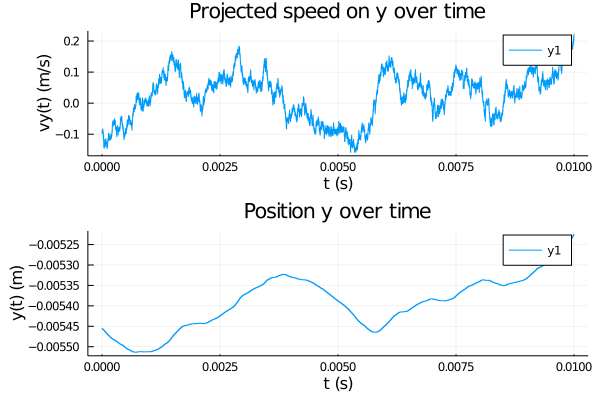 Projected speed on y over time
vy(t) (m/s)
0.2
0.1
0.0
−0.1
y1
0.0000 0.0025 0.0050 0.0075 0.0100
t (s)
Position y over time
y(t) (m)
−0.00525
−0.00530
−0.00535
−0.00540
−0.00545
−0.00550
y1
0.0000 0.0025 0.0050 0.0075 0.0100
t (s)